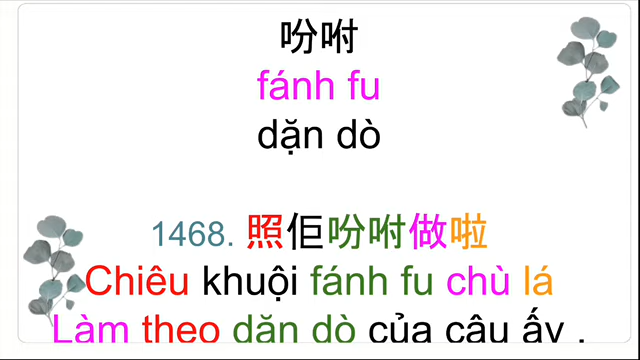 吩咐
fánh fu
dặn dò
1468. 照佢吩咐做啦
Chiêu khuội fánh fu chù lá
Làm theo dặn dò của cậu ấy .